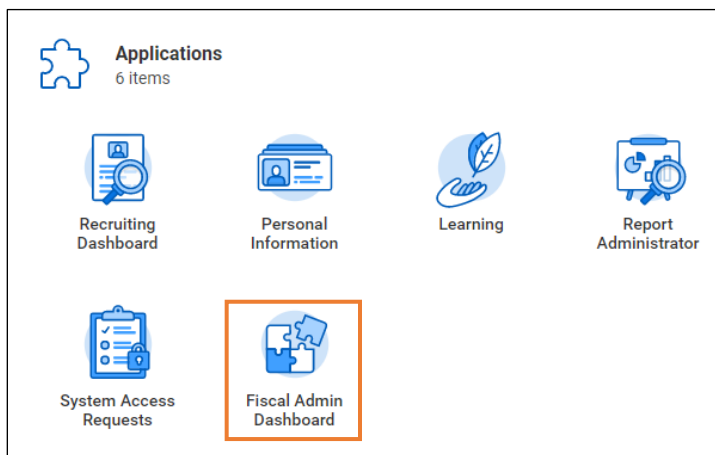 Applications
6 items
Recruiting
Dashboard
Personal
Information
Learning
Report
Administrator
System Access
Requests
Fiscal Admin
Dashboard